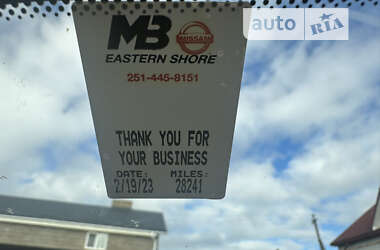 auto RIA
MB NISSAN
EASTERN SHORE
251-445-8151
THANK YOU FOR
YOUR BUSINESS
DATE: MILES:
2/19/23 28241